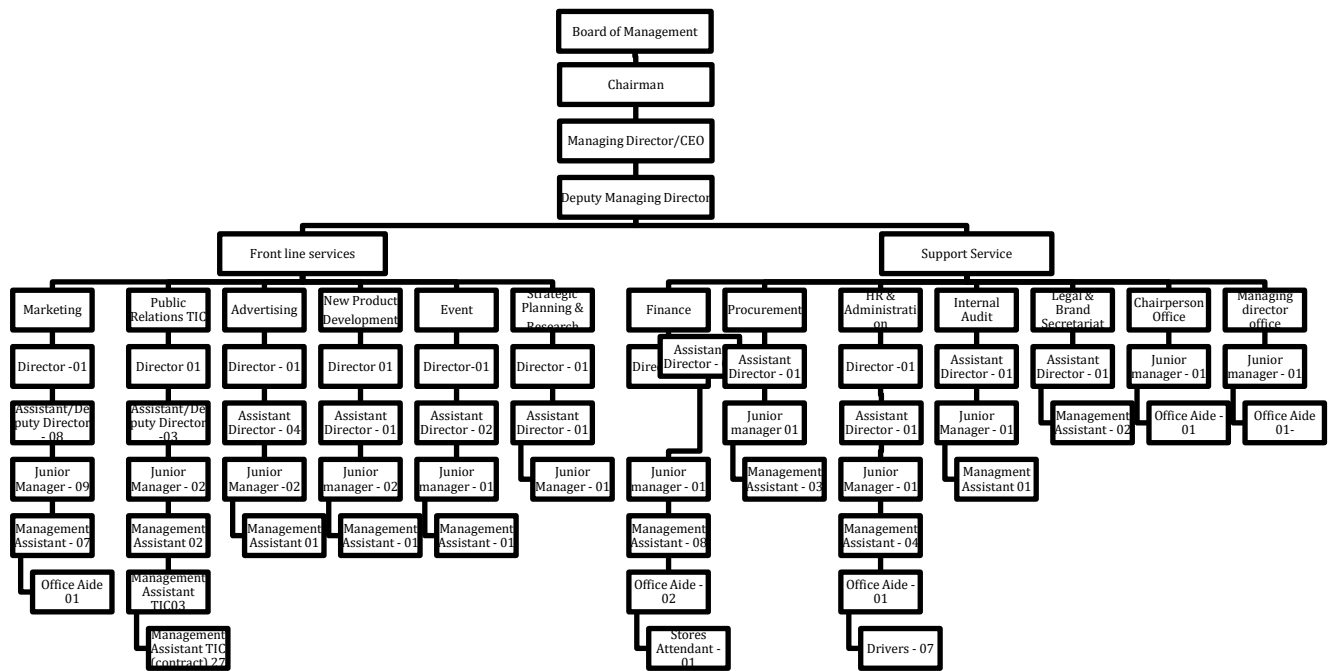 Board of Management
Chairman
Managing Director/CEO
Deputy Managing Director
Front line services
Support Service
Marketing
Public
Relations TIC
Advertising
New Product
Development
Event
Strategic
Planning &
Research
Finance
Procurement
HR &
Administrati
on
Internal
Audit
Legal &
Brand
Secretariat
Chairperson
Office
Managing
director
office
Director -01
Director 01
Director - 01
Director 01
Director-01
Director - 01
Assistant
Director -
Assistant
Director - 01
Director -01
Assistant
Director - 01
Assistant
Director - 01
Junior
manager - 01
Junior
manager - 01
Assistant/De
puty Director
- 08
Assistant/De
puty Director
-03
Assistant
Director - 04
Assistant
Director - 01
Assistant
Director - 02
Assistant
Director - 01
Junior
manager 01
Assistant
Director - 01
Junior
Manager - 01
Management
Assistant - 02
Office Aide -
01
Office Aide
01-
Junior
Manager - 09
Junior
Manager - 02
Junior
Manager -02
Junior
manager - 02
Junior
manager - 01
Junior
Manager - 01
Junior
manager - 01
Management
Assistant - 03
Junior
Manager - 01
Managment
Assistant 01
Management
Assistant - 07
Management
Assistant 02
Management
Assistant 01
Management
Assistant - 01
Management
Assistant - 01
Management
Assistant - 08
Management
Assistant - 04
Office Aide
01
Management
Assistant
TIC03
Office Aide -
02
Office Aide -
01
Management
Assistant TIC
(contract) 27
Stores
Attendant -
01
Drivers - 07